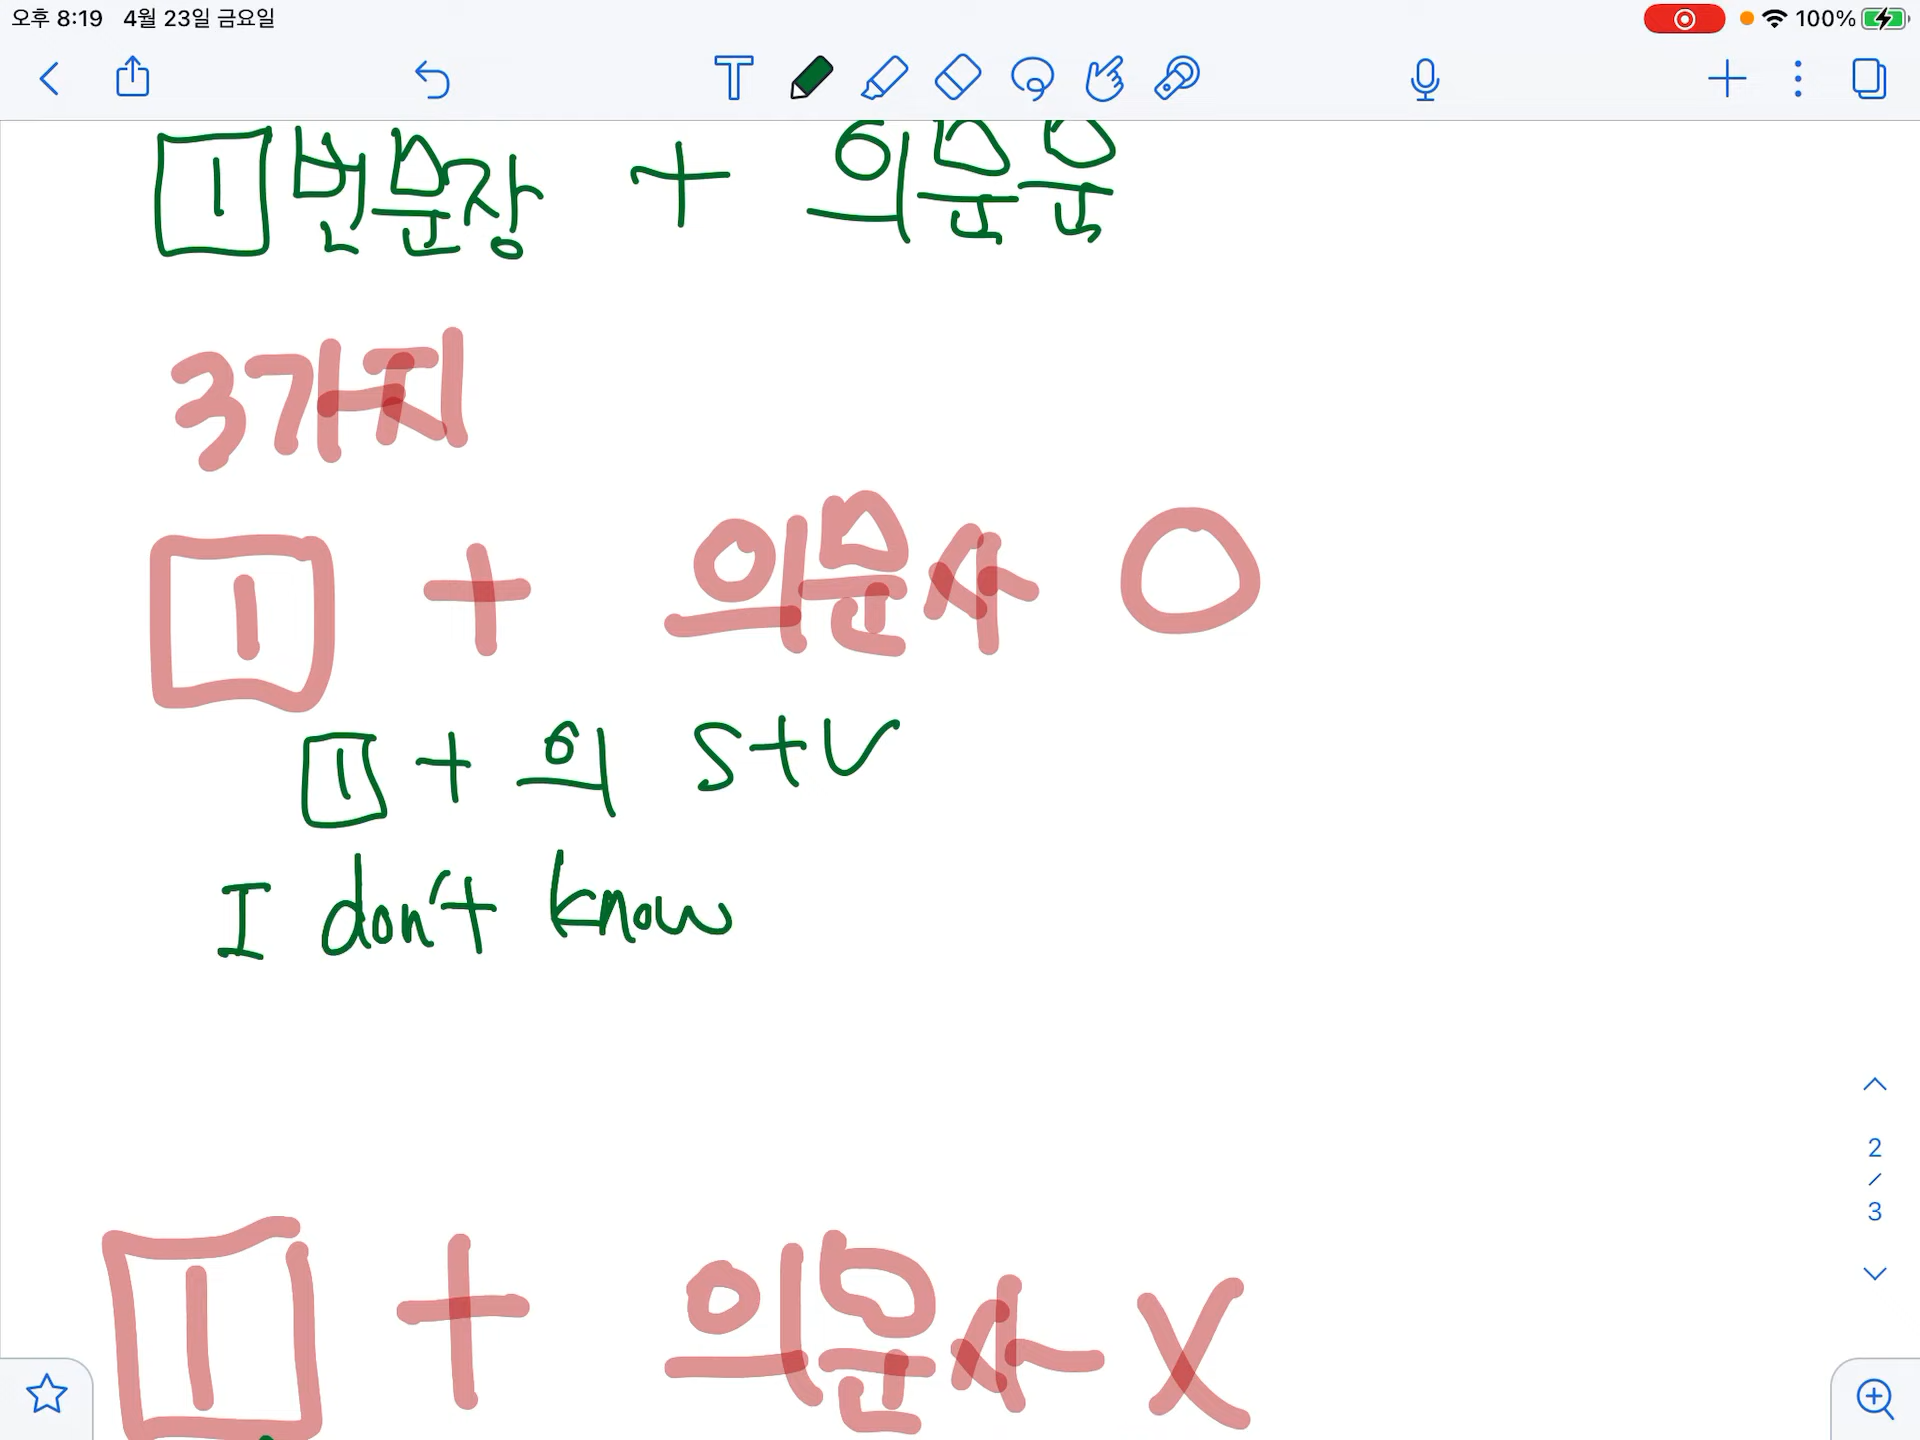 오후 8:19 4월 23일 금요일 100%
1번문장 + 의문문
3가지
1 + 의문사 O
1 + 의 S+V
I don't know
2
/
3
1 + 의문사 X